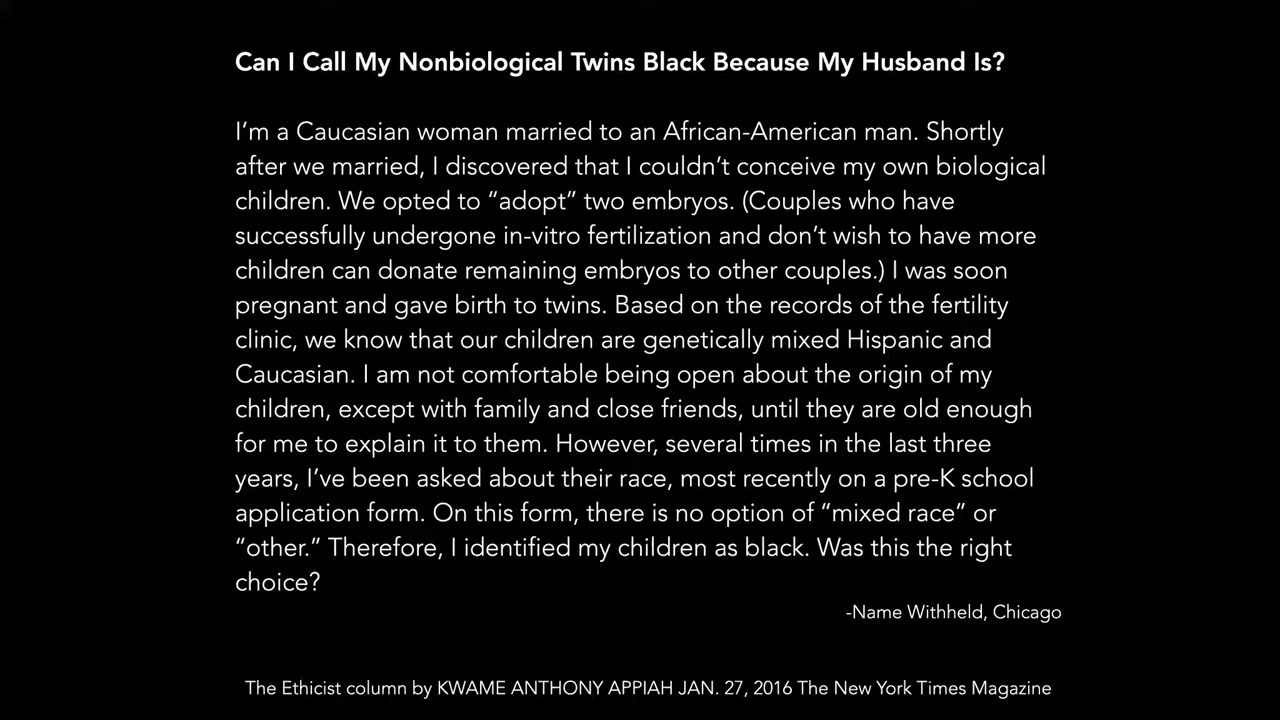 Can I Call My Nonbiological Twins Black Because My Husband Is?
I’m a Caucasian woman married to an African-American man. Shortly
after we married, I discovered that I couldn’t conceive my own biological
children. We opted to “adopt” two embryos. (Couples who have
successfully undergone in-vitro fertilization and don’t wish to have more
children can donate remaining embryos to other couples.) I was soon
pregnant and gave birth to twins. Based on the records of the fertility
clinic, we know that our children are genetically mixed Hispanic and
Caucasian. I am not comfortable being open about the origin of my
children, except with family and close friends, until they are old enough
for me to explain it to them. However, several times in the last three
years, I’ve been asked about their race, most recently on a pre-K school
application form. On this form, there is no option of “mixed race” or
“other.” Therefore, I identified my children as black. Was this the right
choice?
-Name Withheld, Chicago
The Ethicist column by KWAME ANTHONY APPIAH JAN. 27, 2016 The New York Times Magazine